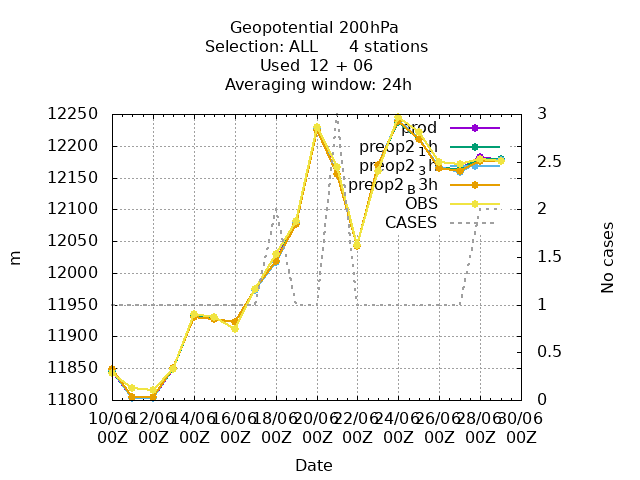 Geopotential 200hPa
Selection: ALL 4 stations
Used 12 + 06
Averaging window: 24h
12250
12200
12150
12100
12050
12000
11950
11900
11850
11800
3
2.5
2
1.5
1
0.5
0
prod
preop2_1h
preop2_3h
preop2_B3h
OBS
CASES
m
No cases
10/06 12/06 14/06 16/06 18/06 20/06 22/06 24/06 26/06 28/06 30/06
00Z 00Z 00Z 00Z 00Z 00Z 00Z 00Z 00Z 00Z 00Z
Date